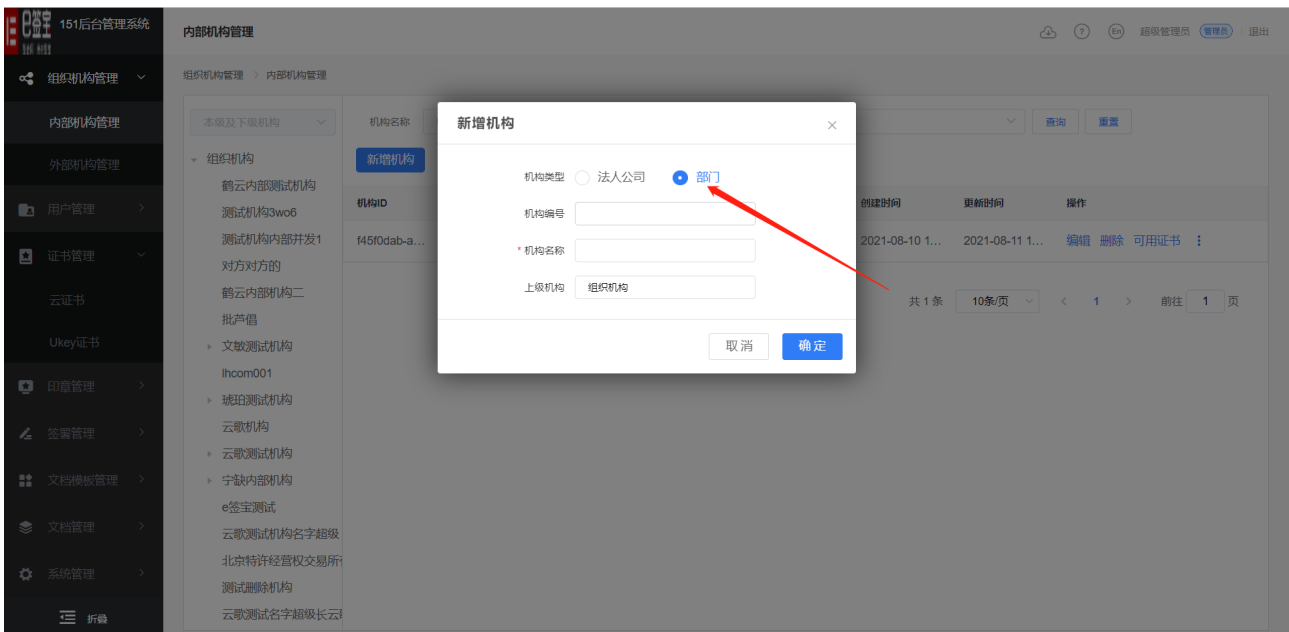 e签宝
151后台管理系统
内部机构管理
En
超级管理员
管理员
退出
组织机构管理
内部机构管理
外部机构管理
用户管理
证书管理
云证书
Ukey证书
印章管理
签署管理
文档模板管理
文档管理
系统管理
折叠
组织机构管理 > 内部机构管理
本级及下级机构
组织机构
鹤云内部测试机构
测试机构3wo6
测试机构内部并发1
对方对方的
鹤云内部机构二
批芦倡
文敏测试机构
lhcom001
琥珀测试机构
云歌机构
云歌测试机构
宁缺内部机构
e签宝测试
云歌测试机构名字超级
北京特许经营权交易所
测试删除机构
云歌测试名字超级长云
机构名称
查询
重置
新增机构
机构ID
创建时间
更新时间
操作
f45f0dab-a...
2021-08-10 1...
2021-08-11 1...
编辑 删除 可用证书
共 1 条
10条/页
< 1 >
前往 1 页
新增机构
机构类型
法人公司
部门
机构编号
* 机构名称
上级机构
组织机构
取消
确定